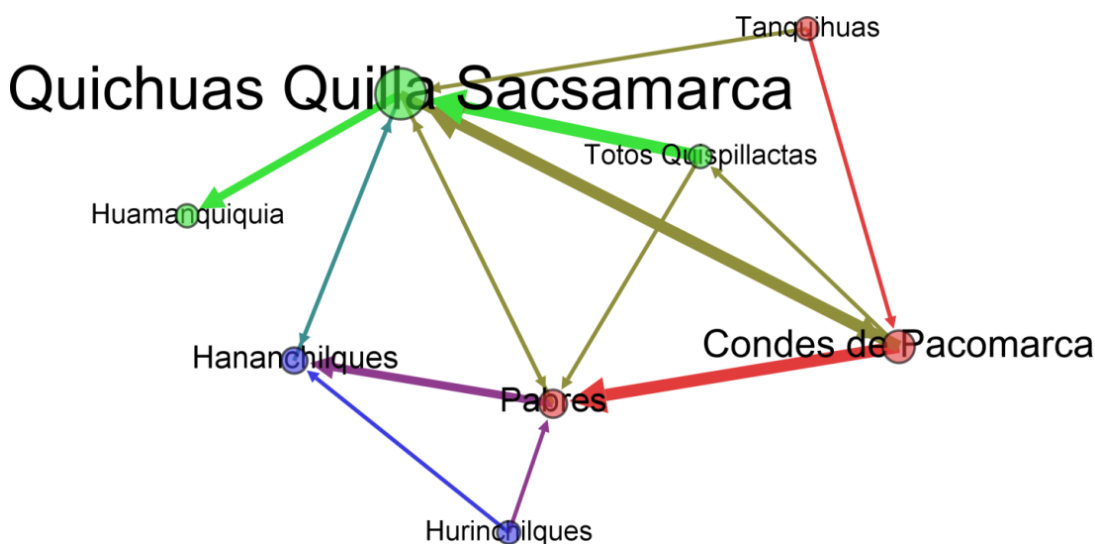 Tanquihuas
Quichuas Quilla Sacsamarca
Totos Quispillactas
Huamanquiquia
Condes de Pacomarca
Hananchilques
Pabres
Hurinchilques